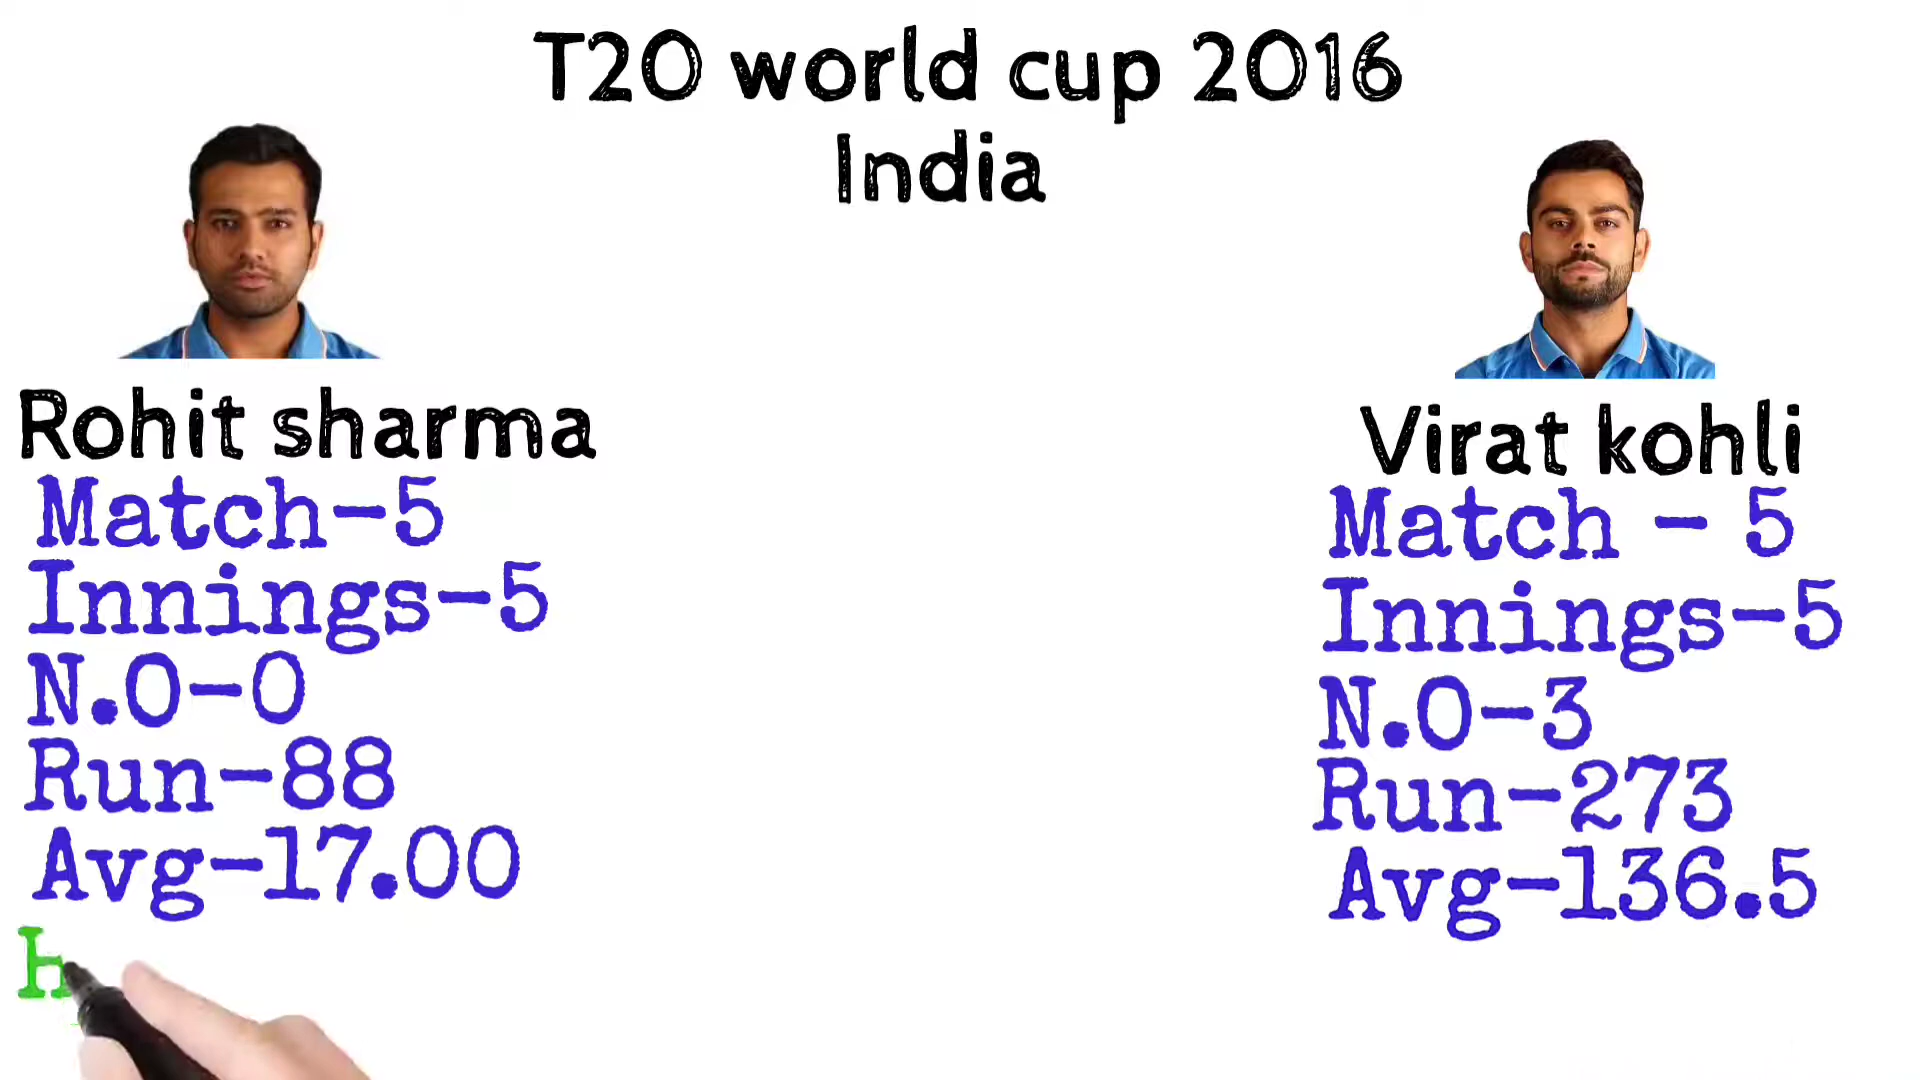 T20 world cup 2016
India
Rohit sharma
Match-5
Innings-5
N.O-0
Run-88
Avg-17.00
Virat kohli
Match - 5
Innings-5
N.O-3
Run-273
Avg-136.5